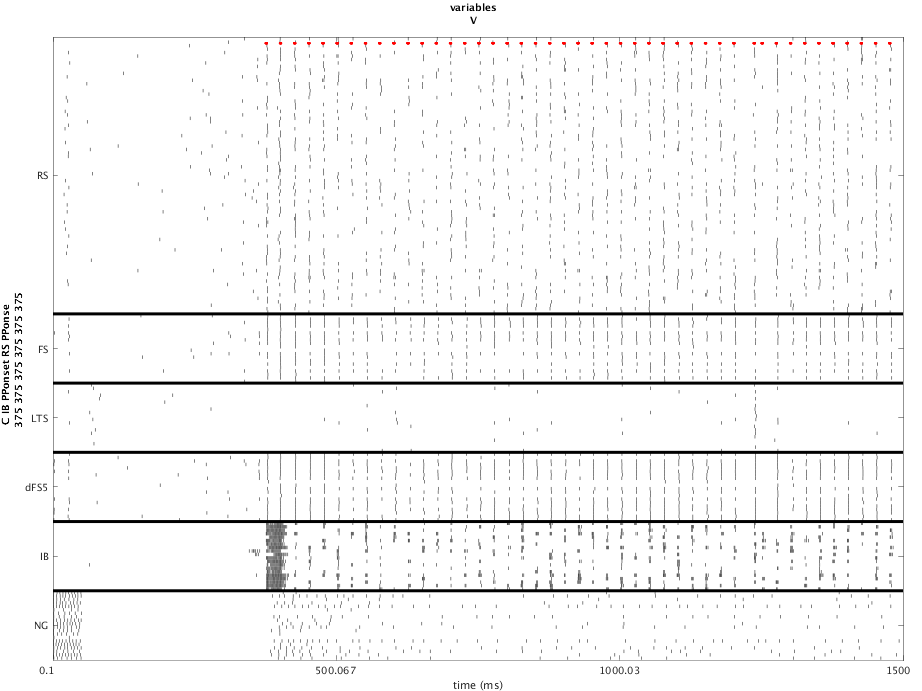 variables
V
C IB PPonset RS PPonse
375 375 375 375 375 375
RS
FS
LTS
dFS5
IB
NG
0.1
500.067
1000.03
1500
time (ms)